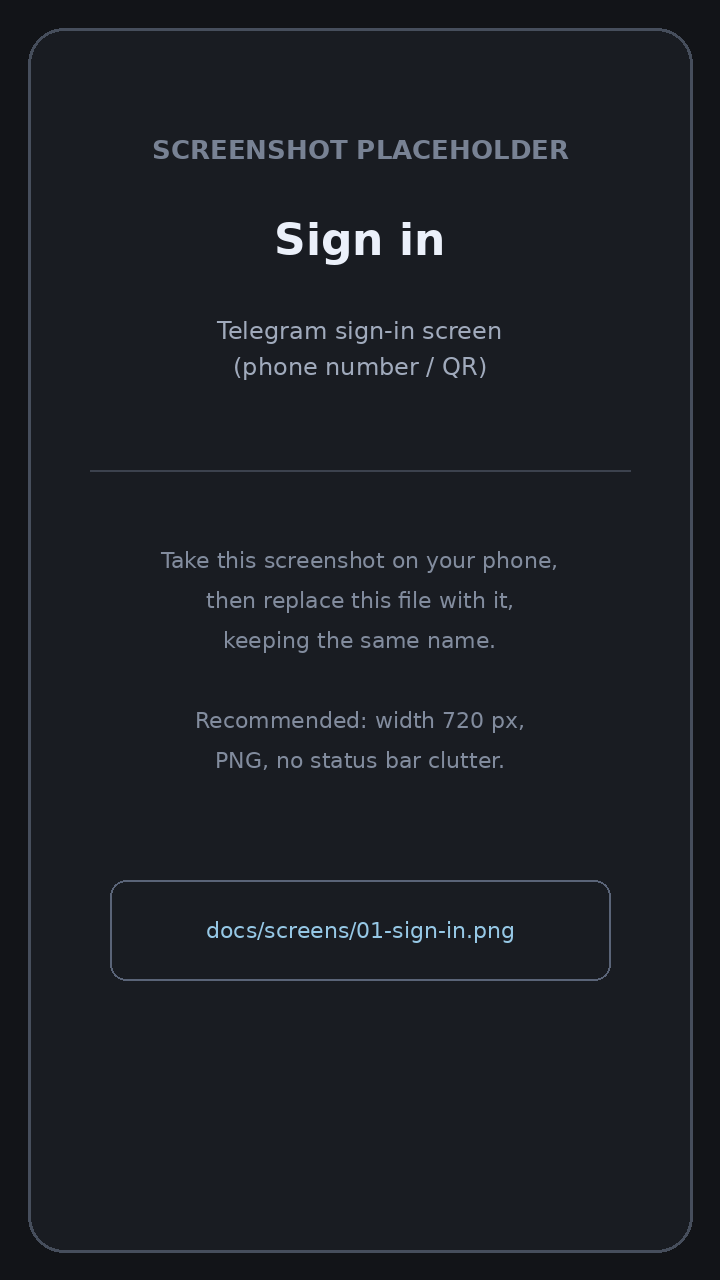 SCREENSHOT PLACEHOLDER
Sign in
Telegram sign-in screen
(phone number / QR)
Take this screenshot on your phone,
then replace this file with it,
keeping the same name.
Recommended: width 720 px,
PNG, no status bar clutter.
docs/screens/01-sign-in.png